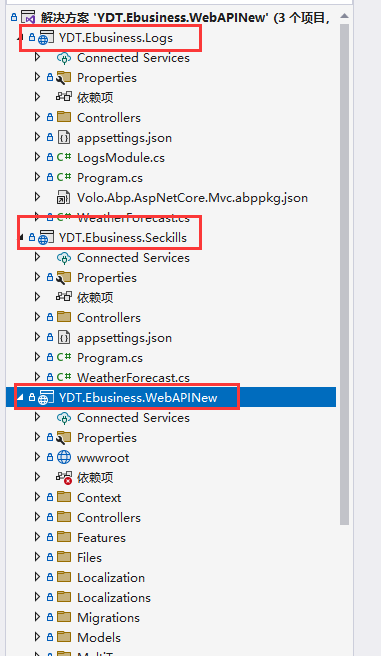 解决方案 'YDT.Ebusiness.WebAPINew' (3 个项目,
YDT.Ebusiness.Logs
Connected Services
Properties
依赖项
Controllers
appsettings.json
C# LogsModule.cs
C# Program.cs
Volo.Abp.AspNetCore.Mvc.abppkg.json
C# WeatherForecast.cs
YDT.Ebusiness.Seckills
Connected Services
Properties
依赖项
Controllers
appsettings.json
C# Program.cs
C# WeatherForecast.cs
YDT.Ebusiness.WebAPINew
Connected Services
Properties
wwwroot
依赖项
Context
Controllers
Features
Files
Localization
Localizations
Migrations
Models